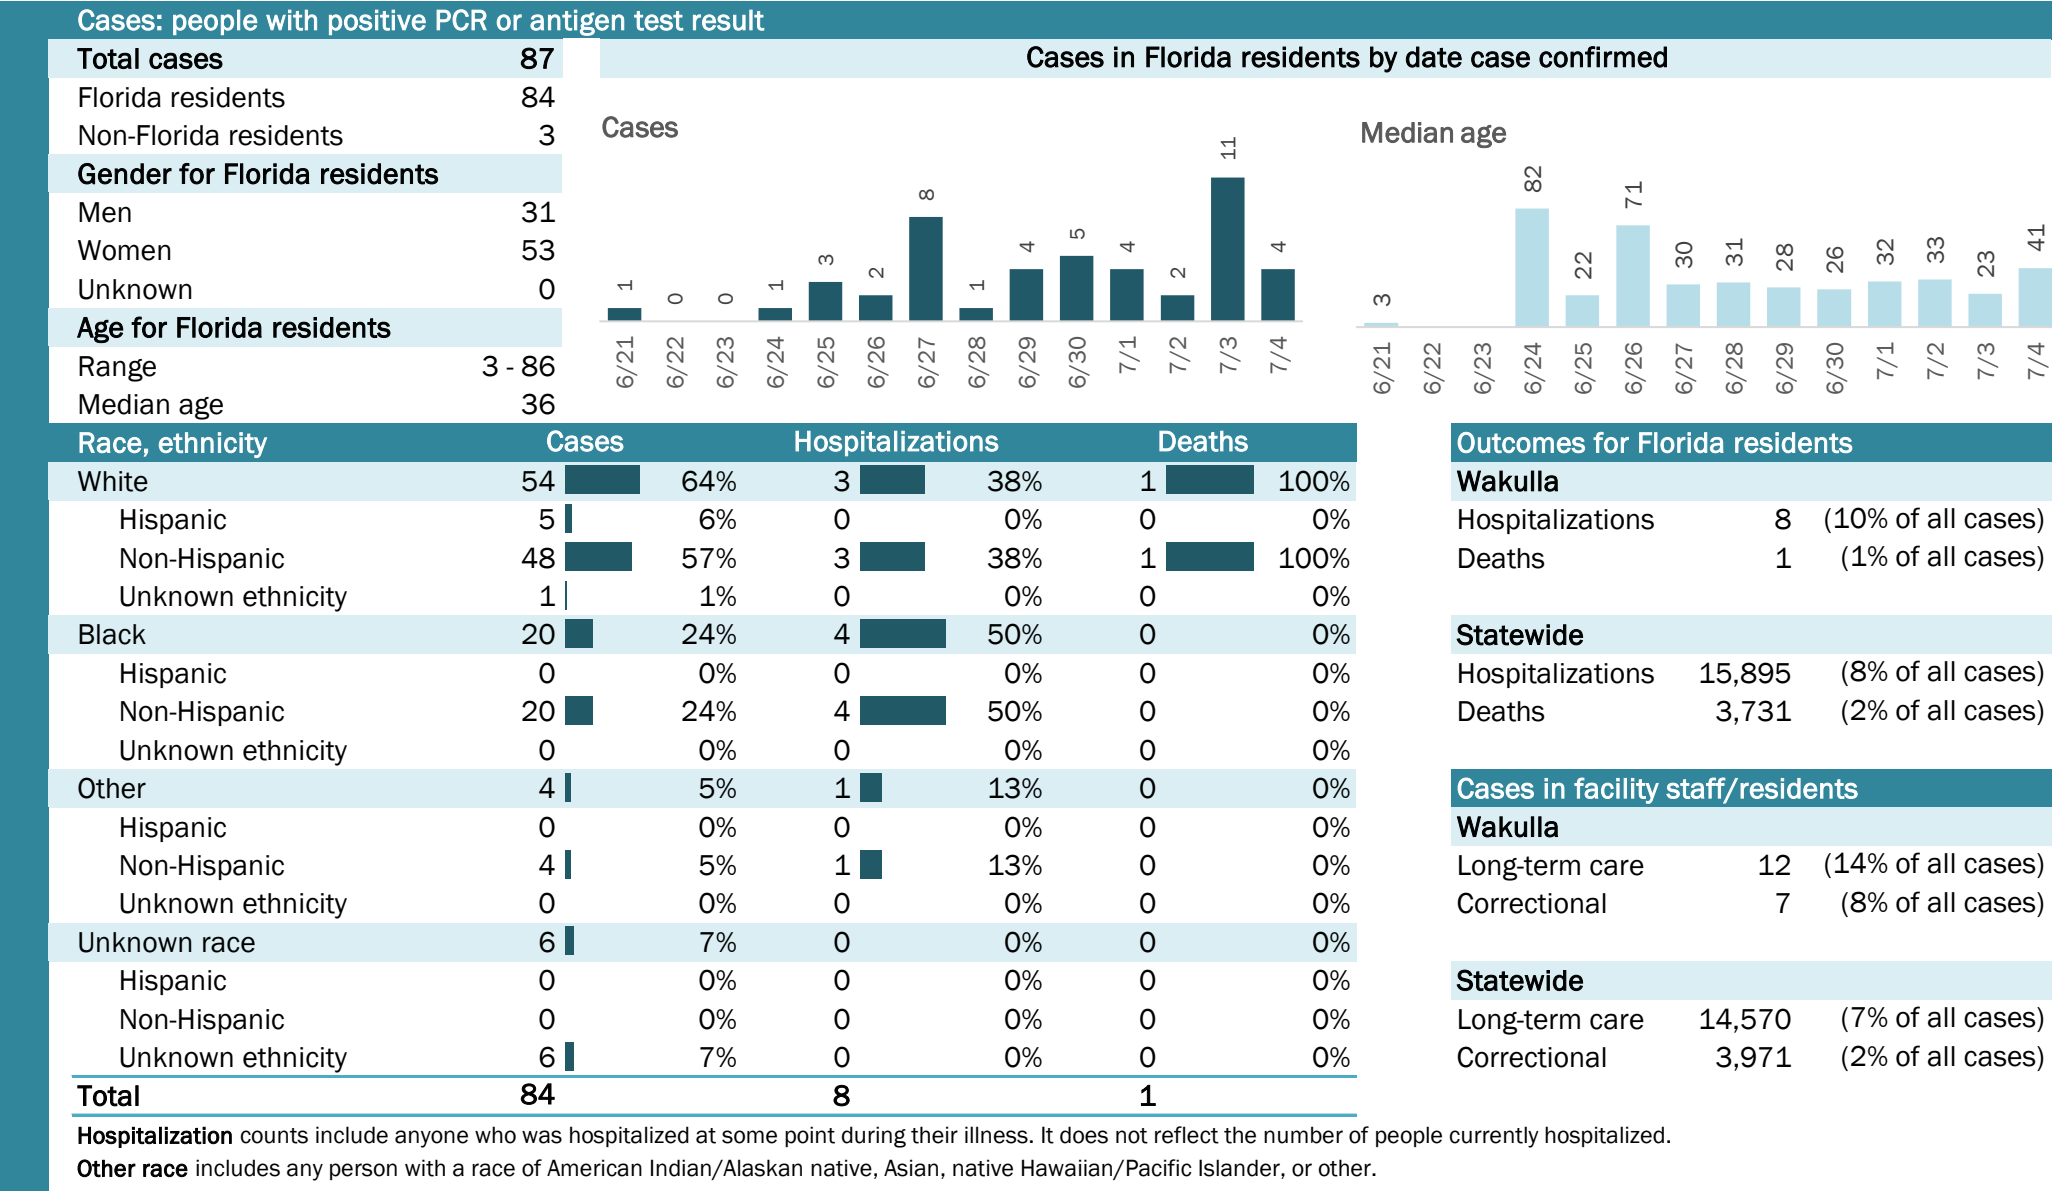 Cases: people with positive PCR or antigen test result
Total cases 87
Florida residents 84
Non-Florida residents 3
Gender for Florida residents
Men 31
Women 53
Unknown 0
Age for Florida residents
Range 3 - 86
Median age 36
Cases in Florida residents by date case confirmed
Cases
1 0 0 1 3 2 8 1 4 5 4 2 11 4
6/21 6/22 6/23 6/24 6/25 6/26 6/27 6/28 6/29 6/30 7/1 7/2 7/3 7/4
Median age
3 82 22 71 30 31 28 26 32 33 23 41
6/21 6/22 6/23 6/24 6/25 6/26 6/27 6/28 6/29 6/30 7/1 7/2 7/3 7/4
Race, ethnicity Cases Hospitalizations Deaths
White 54 64% 3 38% 1 100%
Hispanic 5 6% 0 0% 0 0%
Non-Hispanic 48 57% 3 38% 1 100%
Unknown ethnicity 1 1% 0 0% 0 0%
Black 20 24% 4 50% 0 0%
Hispanic 0 0% 0 0% 0 0%
Non-Hispanic 20 24% 4 50% 0 0%
Unknown ethnicity 0 0% 0 0% 0 0%
Other 4 5% 1 13% 0 0%
Hispanic 0 0% 0 0% 0 0%
Non-Hispanic 4 5% 1 13% 0 0%
Unknown ethnicity 0 0% 0 0% 0 0%
Unknown race 6 7% 0 0% 0 0%
Hispanic 0 0% 0 0% 0 0%
Non-Hispanic 0 0% 0 0% 0 0%
Unknown ethnicity 6 7% 0 0% 0 0%
Total 84 8 1
Outcomes for Florida residents
Wakulla
Hospitalizations 8 (10% of all cases)
Deaths 1 (1% of all cases)
Statewide
Hospitalizations 15,895 (8% of all cases)
Deaths 3,731 (2% of all cases)
Cases in facility staff/residents
Wakulla
Long-term care 12 (14% of all cases)
Correctional 7 (8% of all cases)
Statewide
Long-term care 14,570 (7% of all cases)
Correctional 3,971 (2% of all cases)
Hospitalization counts include anyone who was hospitalized at some point during their illness. It does not reflect the number of people currently hospitalized.
Other race includes any person with a race of American Indian/Alaskan native, Asian, native Hawaiian/Pacific Islander, or other.